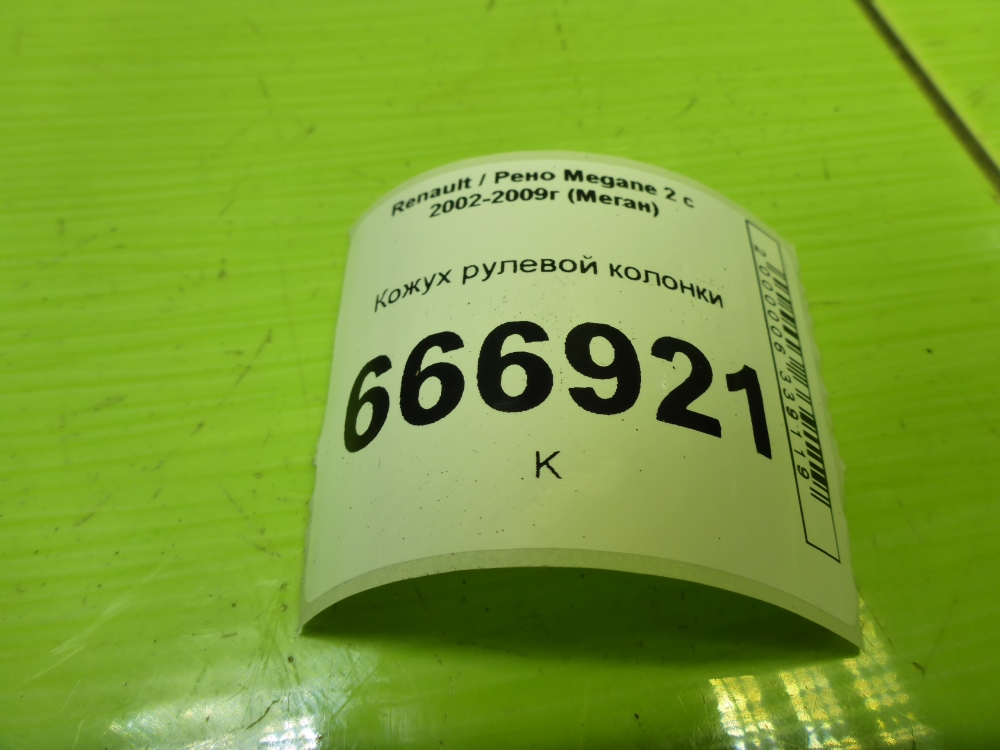 Renault / Рено Megane 2 с
2002-2009г (Меган)
Кожух рулевой колонки
666921
К
2000006339119